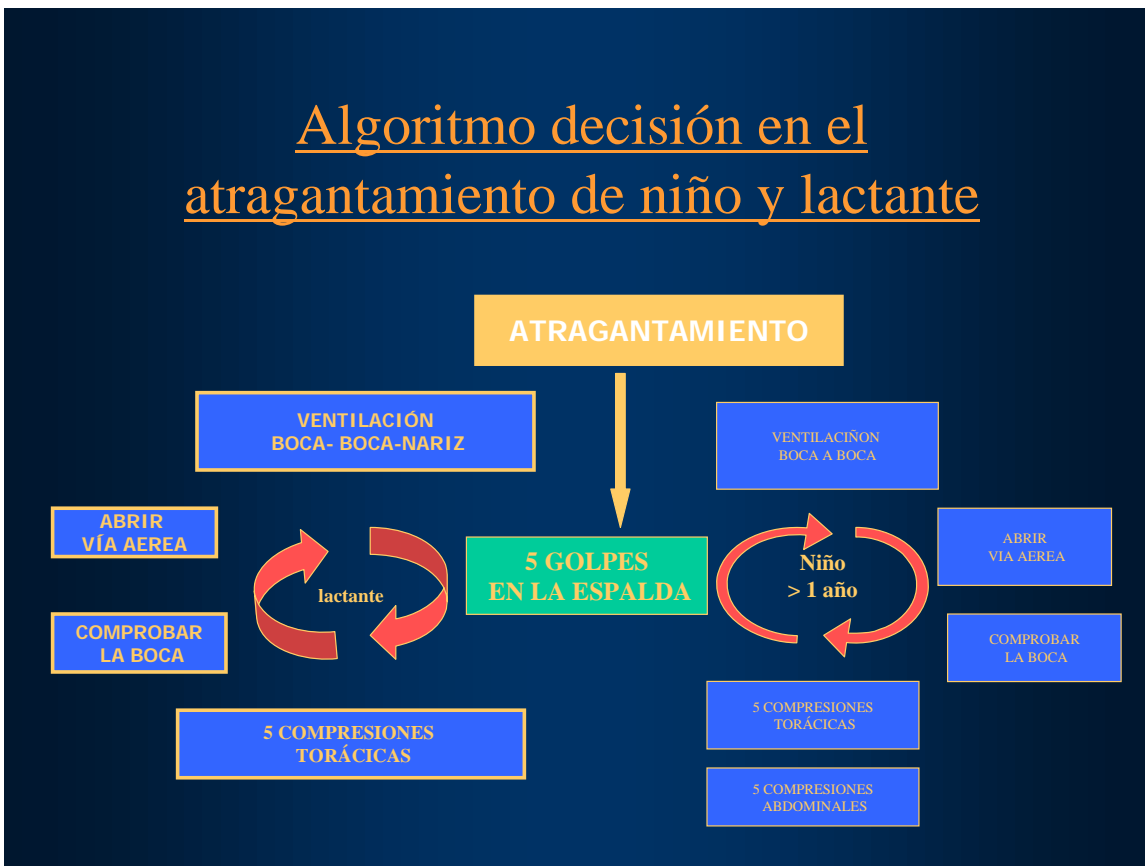 Algoritmo decisión en el
atragantamiento de niño y lactante
ATRAGANTAMIENTO
VENTILACIÓN
BOCA- BOCA-NARIZ
VENTILACIÑON
BOCA A BOCA
ABRIR
VÍA AEREA
5 GOLPES
EN LA ESPALDA
lactante
Niño
> 1 año
ABRIR
VIA AEREA
COMPROBAR
LA BOCA
COMPROBAR
LA BOCA
5 COMPRESIONES
TORÁCICAS
5 COMPRESIONES
TORÁCICAS
5 COMPRESIONES
ABDOMINALES